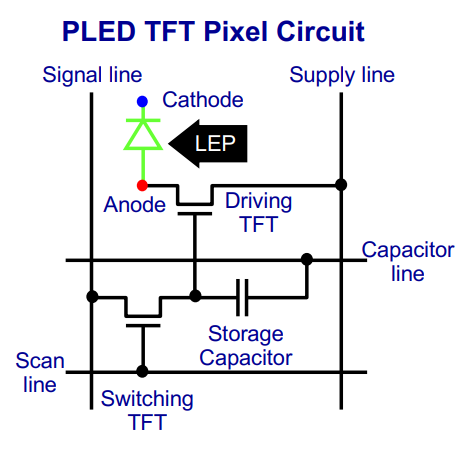 PLED TFT Pixel Circuit
Signal line
Supply line
Cathode
LEP
Anode
Driving
TFT
Capacitor
line
Storage
Capacitor
Scan
line
Switching
TFT